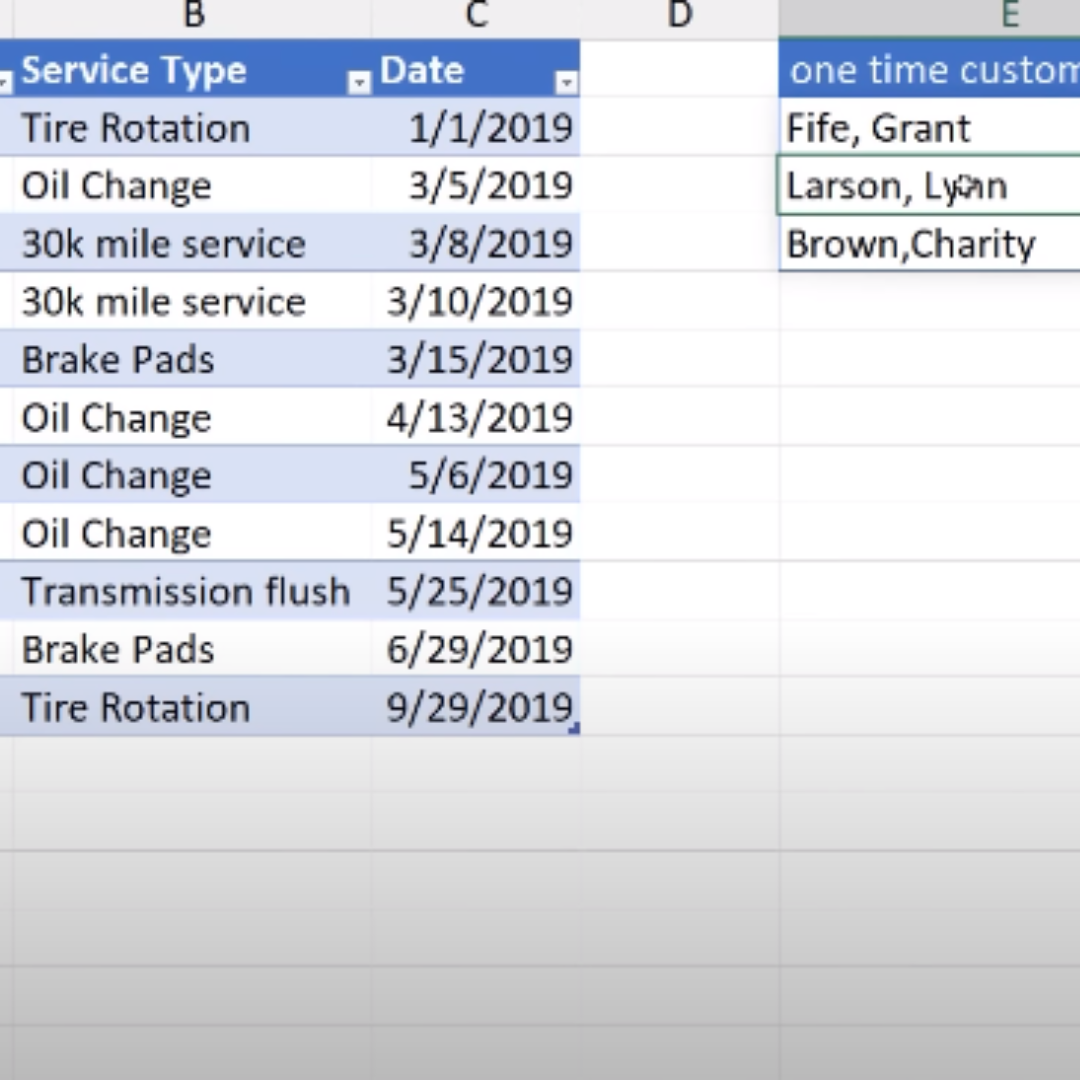 B C D E
Service Type Date one time custom
Tire Rotation 1/1/2019 Fife, Grant
Oil Change 3/5/2019 Larson, Lynn
30k mile service 3/8/2019 Brown,Charity
30k mile service 3/10/2019
Brake Pads 3/15/2019
Oil Change 4/13/2019
Oil Change 5/6/2019
Oil Change 5/14/2019
Transmission flush 5/25/2019
Brake Pads 6/29/2019
Tire Rotation 9/29/2019